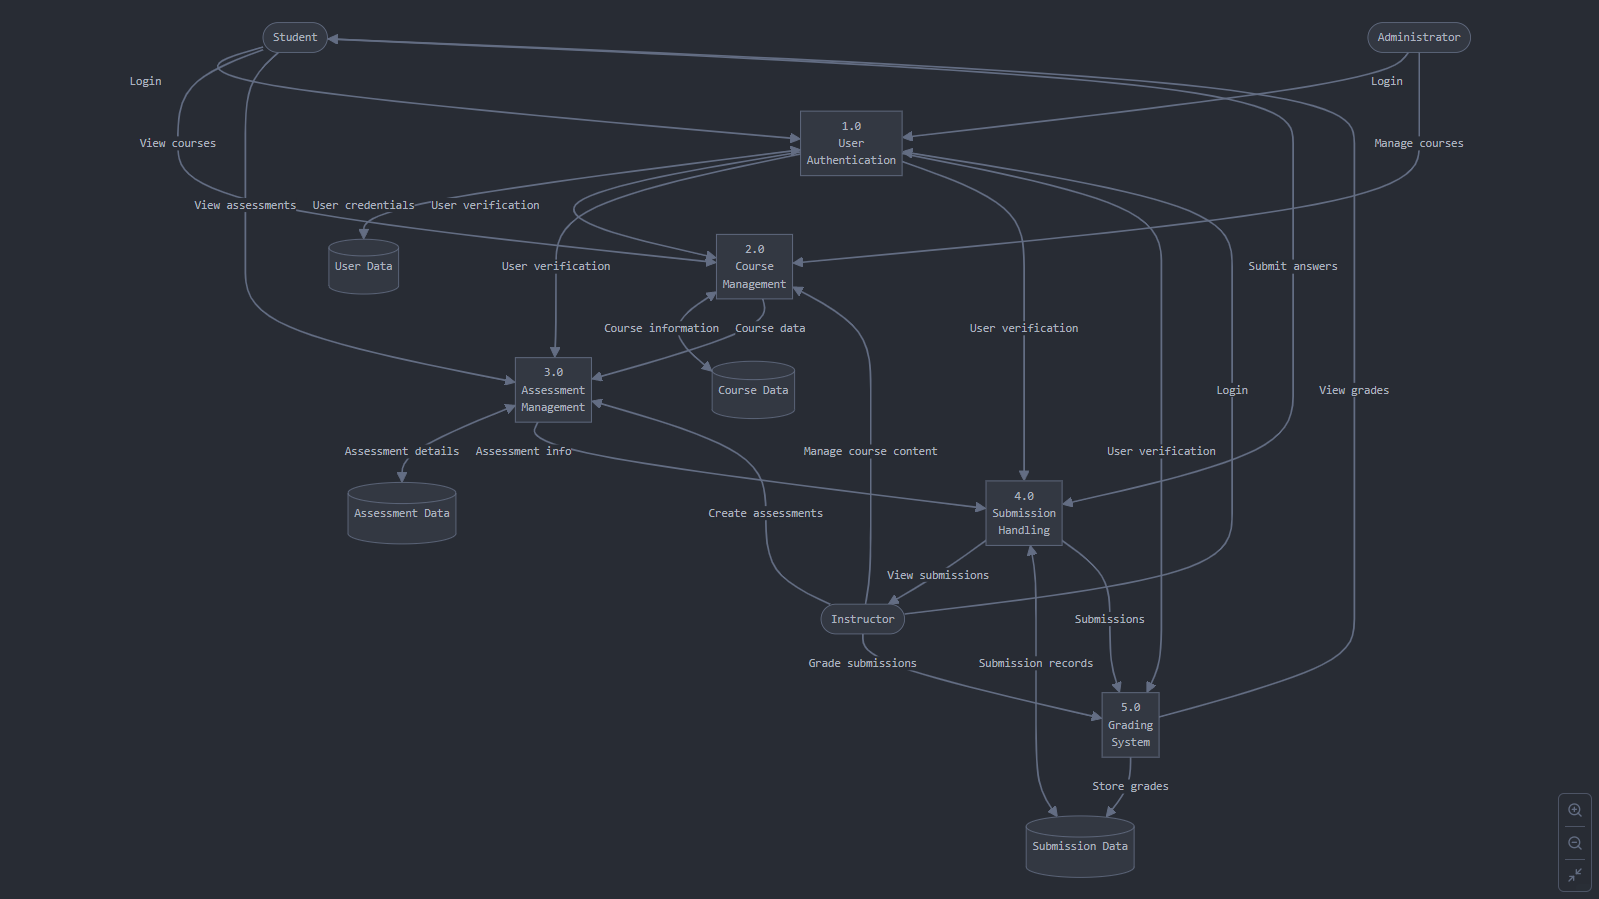 Student
Administrator
Login
Login
1.0
User
Authentication
View courses
Manage courses
View assessments
User credentials
User verification
2.0
Course
Management
User Data
User verification
Submit answers
Course information
Course data
User verification
3.0
Assessment
Management
Course Data
Login
View grades
Assessment details
Assessment info
Manage course content
User verification
4.0
Submission
Handling
Assessment Data
Create assessments
View submissions
Instructor
Submissions
Grade submissions
Submission records
5.0
Grading
System
Store grades
Submission Data